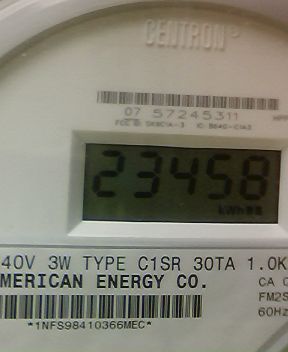 CENTRON®
07 57245311
23458
kWh
40V 3W TYPE C1SR 30TA 1.0K
MERICAN ENERGY CO.
CA 0
FM2S
60Hz
*1NFS98410366MEC*